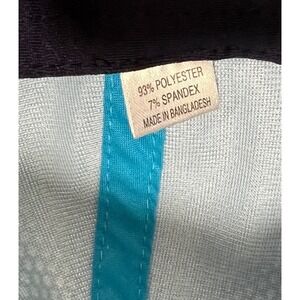 93% POLYESTER
7% SPANDEX
MADE IN BANGLADESH